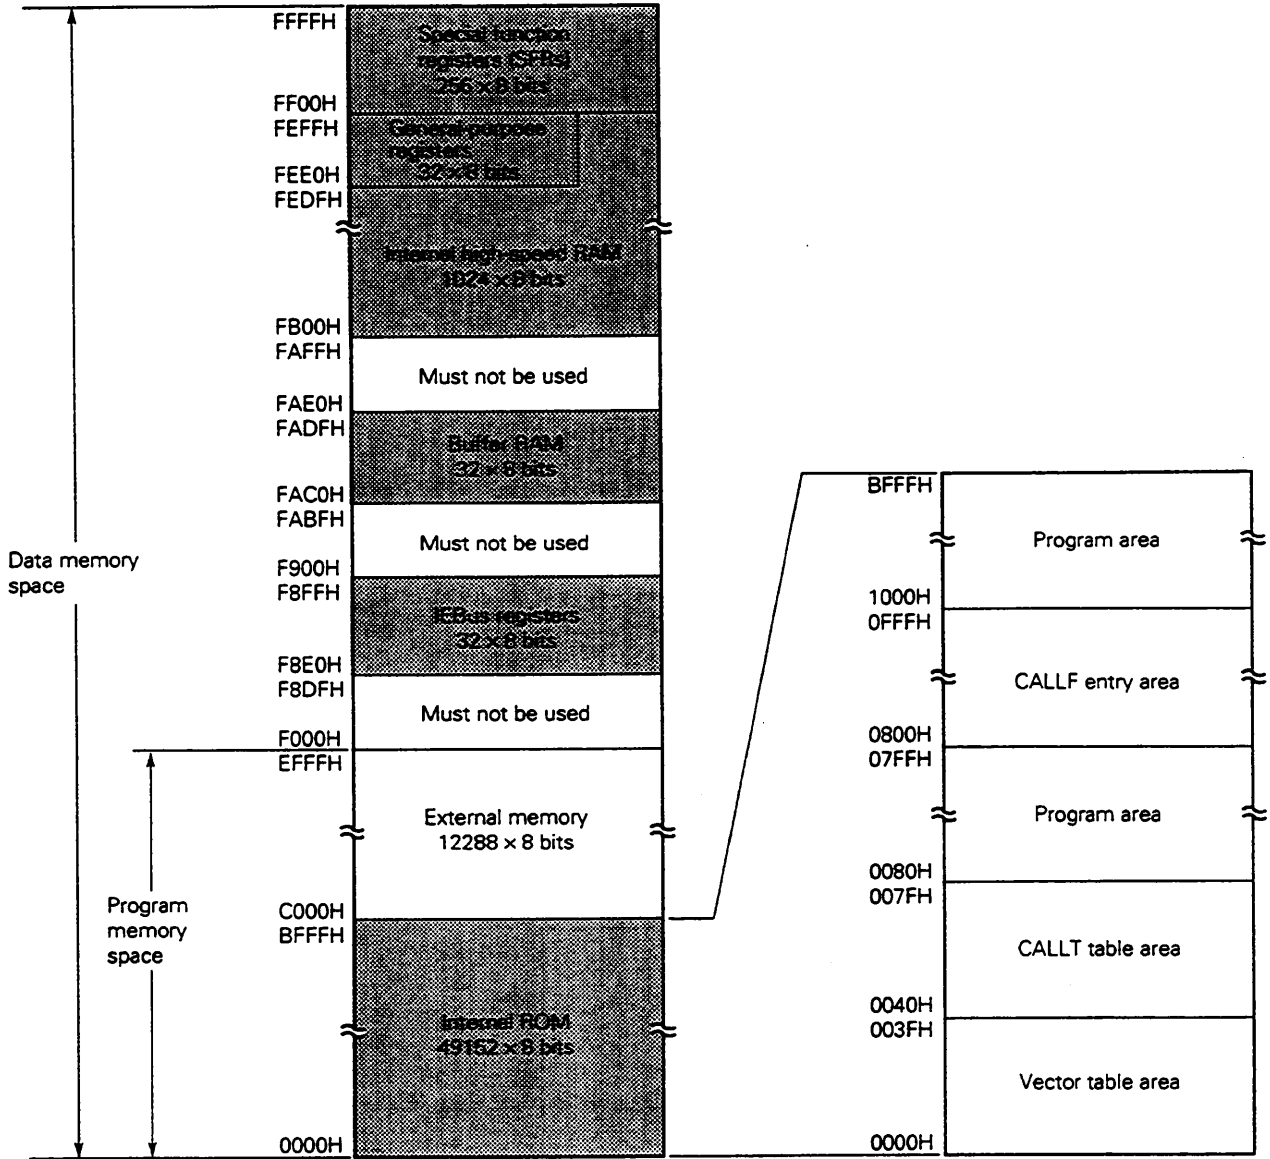 FFFFH
Special function
registers (SFRs)
256 × 8 bits
FF00H
FEFFH
General-purpose
registers
32 × 8 bits
FEE0H
FEDFH
Internal high-speed RAM
1024 × 8 bits
FB00H
FAFFH
Must not be used
FAE0H
FADFH
Buffer RAM
32 × 8 bits
FAC0H
FABFH
Must not be used
F900H
F8FFH
IEBus registers
32 × 8 bits
F8E0H
F8DFH
Must not be used
F000H
EFFFH
External memory
12288 × 8 bits
C000H
BFFFH
Internal ROM
49152 × 8 bits
0000H
Data memory
space
Program
memory
space
BFFFH
Program area
1000H
0FFFH
CALLF entry area
0800H
07FFH
Program area
0080H
007FH
CALLT table area
0040H
003FH
Vector table area
0000H